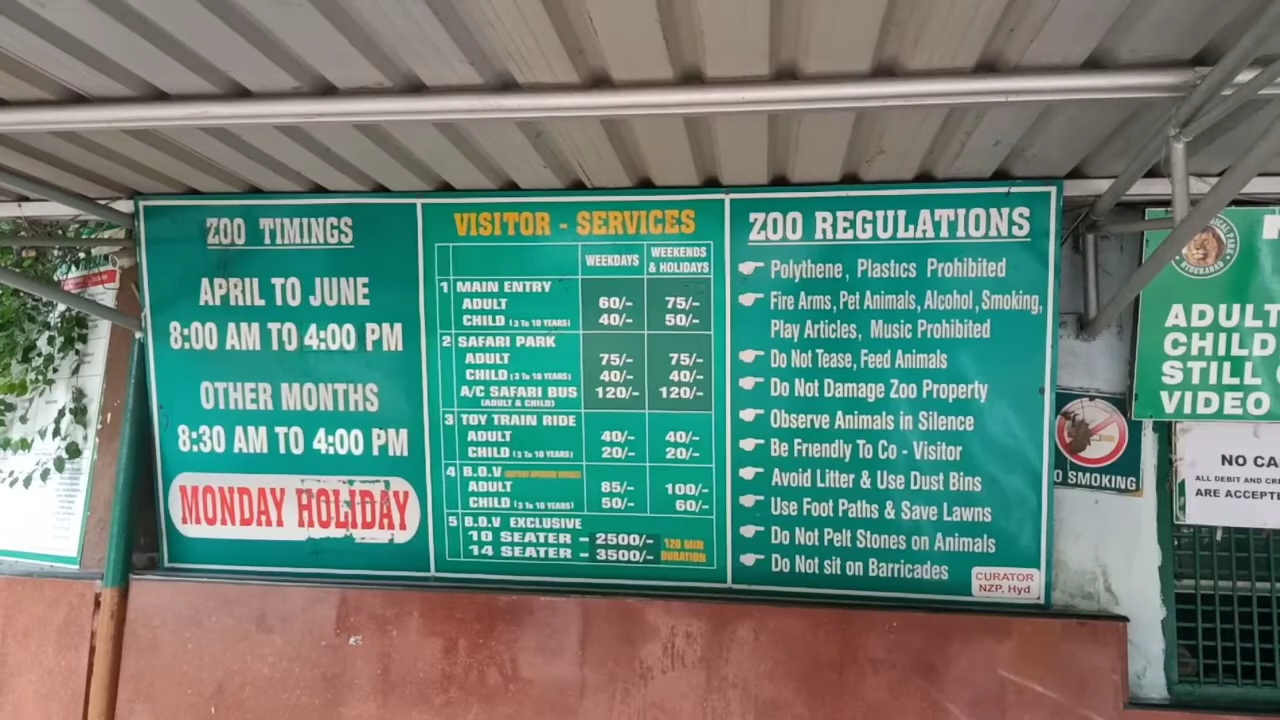 ZOO TIMINGS
APRIL TO JUNE
8:00 AM TO 4:00 PM
OTHER MONTHS
8:30 AM TO 4:00 PM
MONDAY HOLIDAY
VISITOR - SERVICES
WEEKDAYS WEEKENDS & HOLIDAYS
1 MAIN ENTRY
ADULT 60/- 75/-
CHILD (3 To 10 YEARS) 40/- 50/-
2 SAFARI PARK
ADULT 75/- 75/-
CHILD (3 To 10 YEARS) 40/- 40/-
A/C SAFARI BUS 120/- 120/-
(ADULT & CHILD)
3 TOY TRAIN RIDE
ADULT 40/- 40/-
CHILD (3 To 10 YEARS) 20/- 20/-
4 B.O.V
ADULT 85/- 100/-
CHILD (3 To 10 YEARS) 50/- 60/-
5 B.O.V EXCLUSIVE
10 SEATER - 2500/- 120 MIN
14 SEATER - 3500/- DURATION
ZOO REGULATIONS
Polythene, Plastics Prohibited
Fire Arms, Pet Animals, Alcohol, Smoking,
Play Articles, Music Prohibited
Do Not Tease, Feed Animals
Do Not Damage Zoo Property
Observe Animals in Silence
Be Friendly To Co - Visitor
Avoid Litter & Use Dust Bins
Use Foot Paths & Save Lawns
Do Not Pelt Stones on Animals
Do Not sit on Barricades
CURATOR
NZP, Hyd
O SMOKING
HYDERABAD
ADULT
CHILD
STILL
VIDEO
NO CA
ALL DEBIT AND CRE
ARE ACCEPT